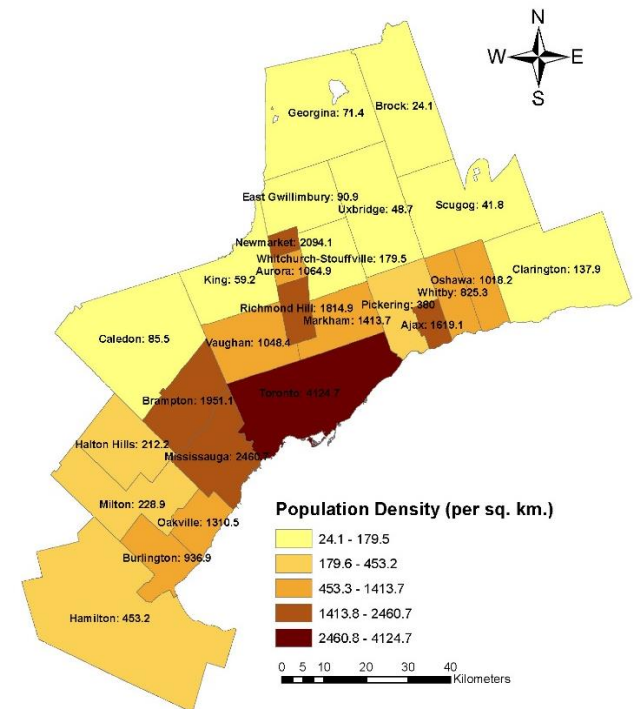 N
W E
S
Georgina: 71.4
Brock: 24.1
East Gwillimbury: 90.9
Uxbridge: 48.7
Scugog: 41.8
Newmarket: 2094.1
Whitchurch-Stouffville: 179.5
Aurora: 1064.9
King: 59.2
Clarington: 137.9
Oshawa: 1018.2
Whitby: 825.3
Pickering: 380
Richmond Hill: 1814.9
Markham: 1413.7
Ajax: 1619.1
Caledon: 85.5
Vaughan: 1048.4
Toronto: 4124.7
Brampton: 1951.1
Halton Hills: 212.2
Mississauga: 2460.7
Milton: 228.9
Oakville: 1310.5
Burlington: 936.9
Hamilton: 453.2
Population Density (per sq. km.)
24.1 - 179.5
179.6 - 453.2
453.3 - 1413.7
1413.8 - 2460.7
2460.8 - 4124.7
0 5 10 20 30 40
Kilometers